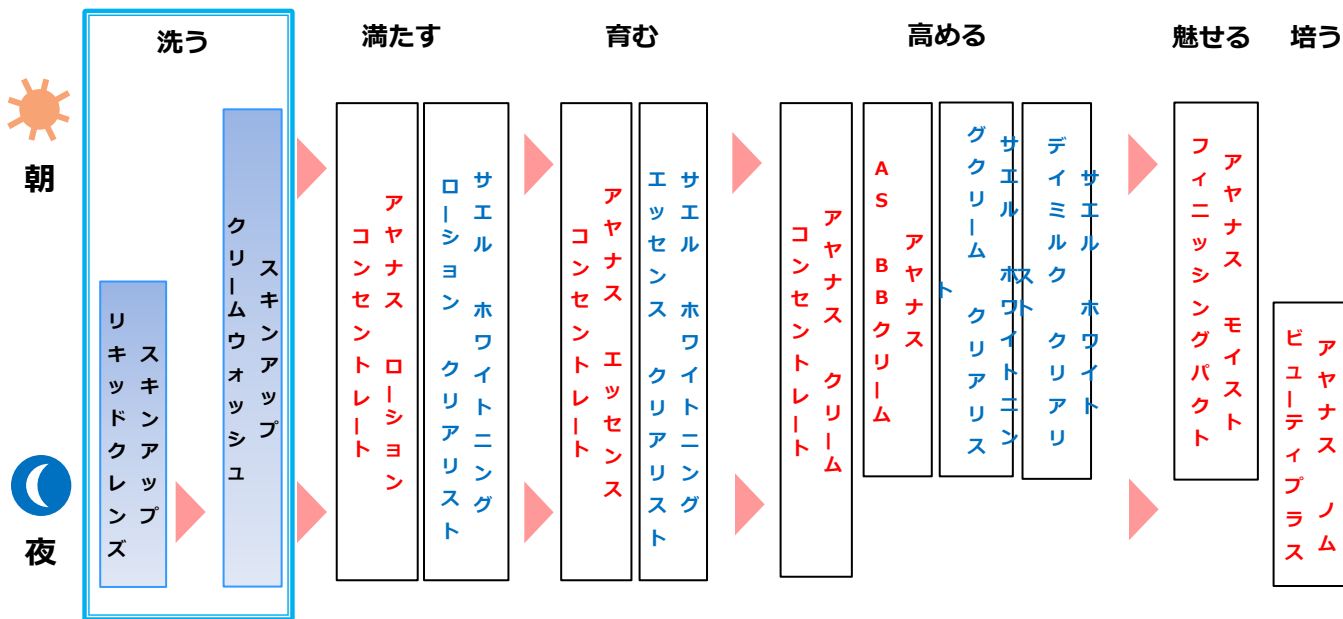 洗う
満たす
育む
高める
魅せる
培う
朝
夜
スキンアップ
リキッドクレンズ
スキンアップ
クリームウォッシュ
アヤナス ローション
コンセントレート
サエル ホワイトニング
ローション クリアリスト
アヤナス エッセンス
コンセントレート
サエル ホワイトニング
エッセンス クリアリスト
アヤナス クリーム
コンセントレート
アヤナス
AS BBクリーム
サエル ホワイトニン
グクリーム クリアリス
ト
サエル ホワイト
デイミルク クリアリ
スト
アヤナス モイスト
フィニッシングパクト
アヤナス ノム
ビューティプラス